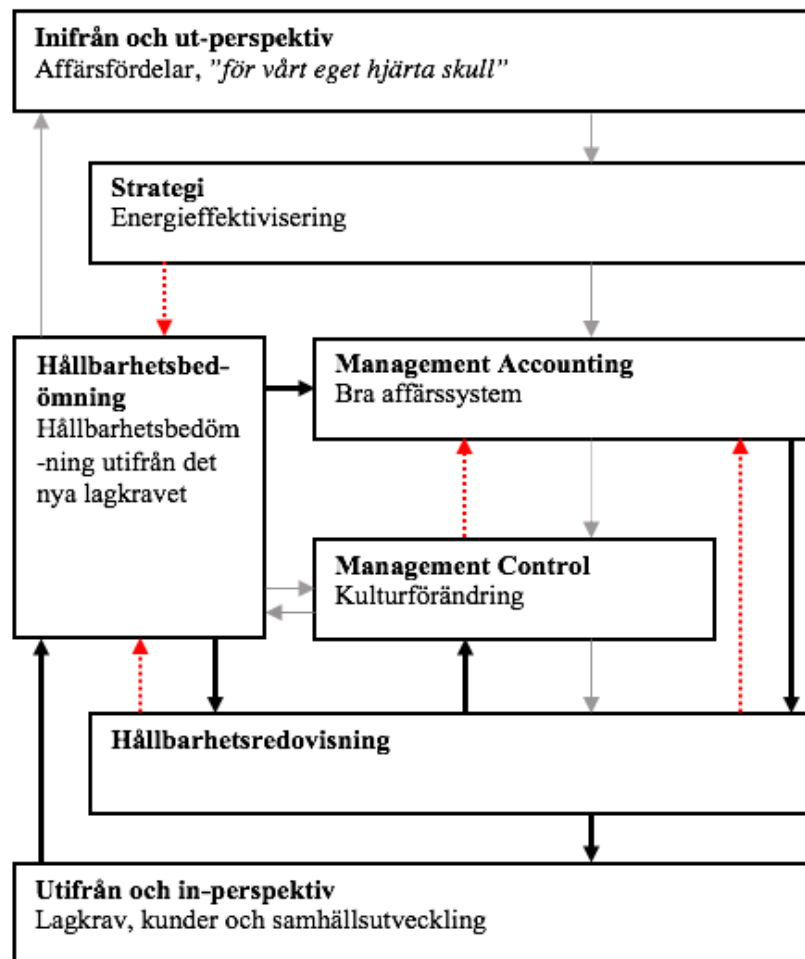 Inifrån och ut-perspektiv
Affärsfördelar, ”för vårt eget hjärta skull”
Strategi
Energieffektivisering
Hållbarhetsbed-
ömning
Hållbarhetsbedöm
-ning utifrån det
nya lagkravet
Management Accounting
Bra affärssystem
Management Control
Kulturförändring
Hållbarhetsredovisning
Utifrån och in-perspektiv
Lagkrav, kunder och samhällsutveckling